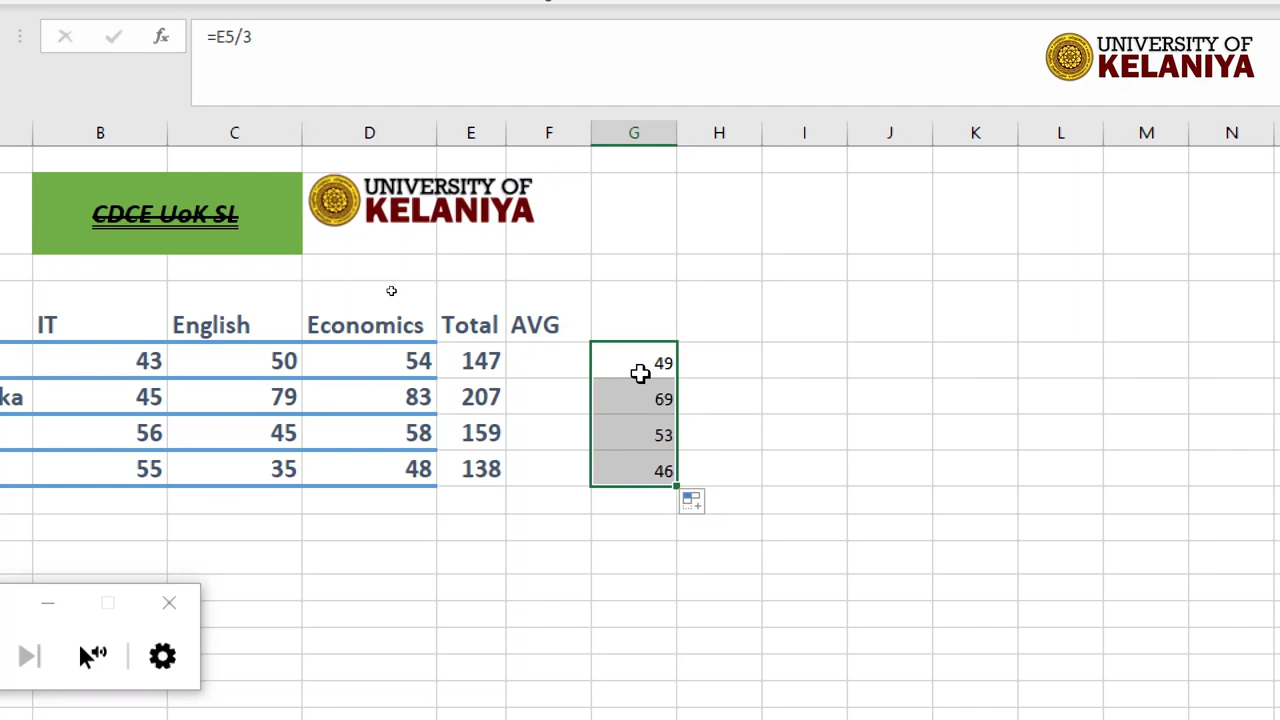 fx =E5/3
UNIVERSITY OF
KELANIYA
B C D E F G H I J K L M N
CDCE UoK SL
UNIVERSITY OF
KELANIYA
IT English Economics Total AVG
43 50 54 147 49
ka 45 79 83 207 69
56 45 58 159 53
55 35 48 138 46